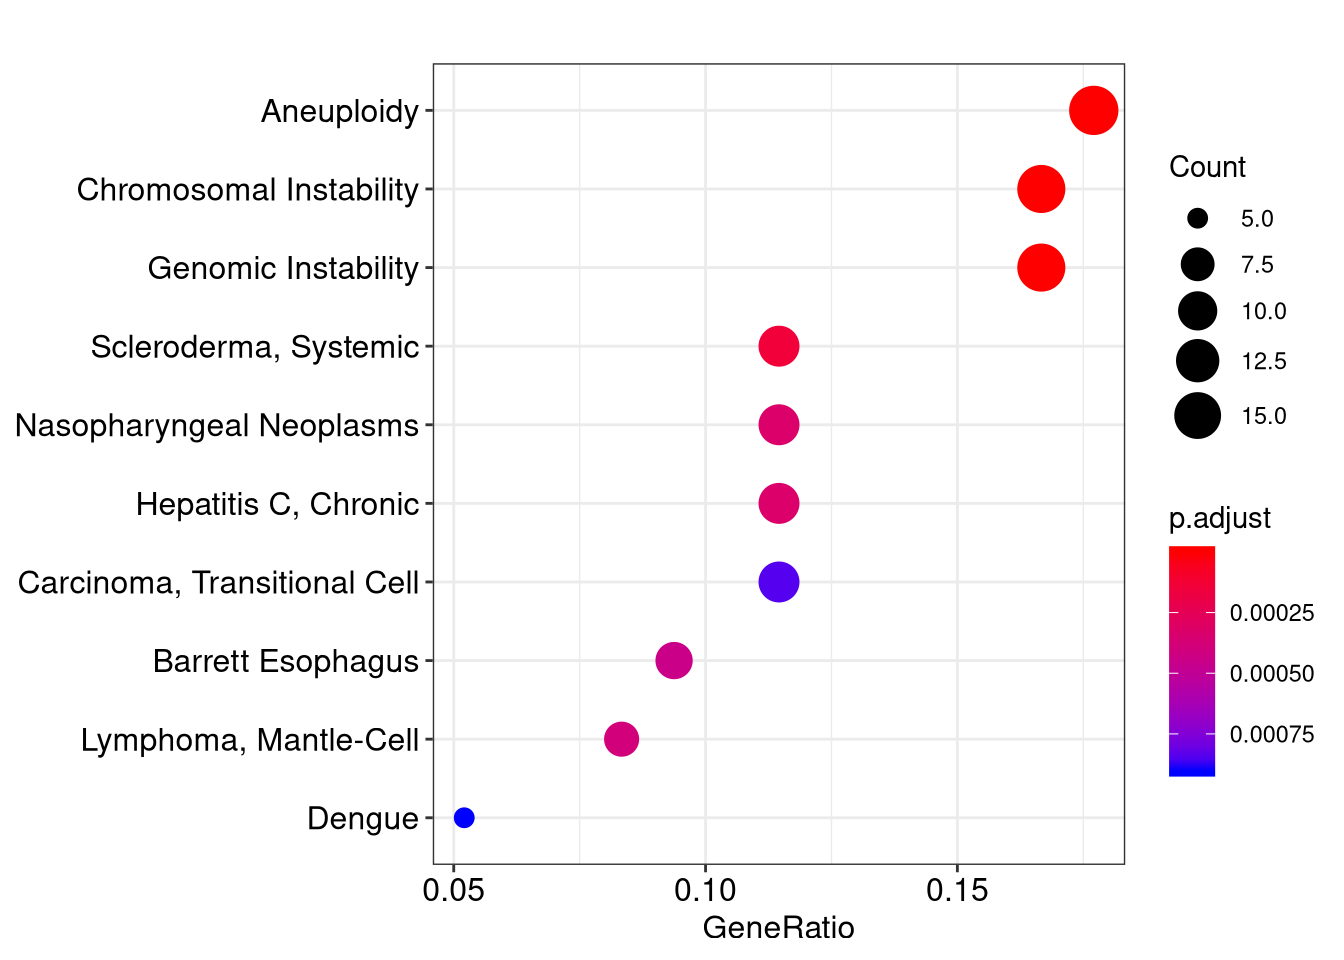 Aneuploidy
Chromosomal Instability
Genomic Instability
Scleroderma, Systemic
Nasopharyngeal Neoplasms
Hepatitis C, Chronic
Carcinoma, Transitional Cell
Barrett Esophagus
Lymphoma, Mantle-Cell
Dengue
0.05 0.10 0.15
GeneRatio
Count
5.0
7.5
10.0
12.5
15.0
p.adjust
0.00025
0.00050
0.00075